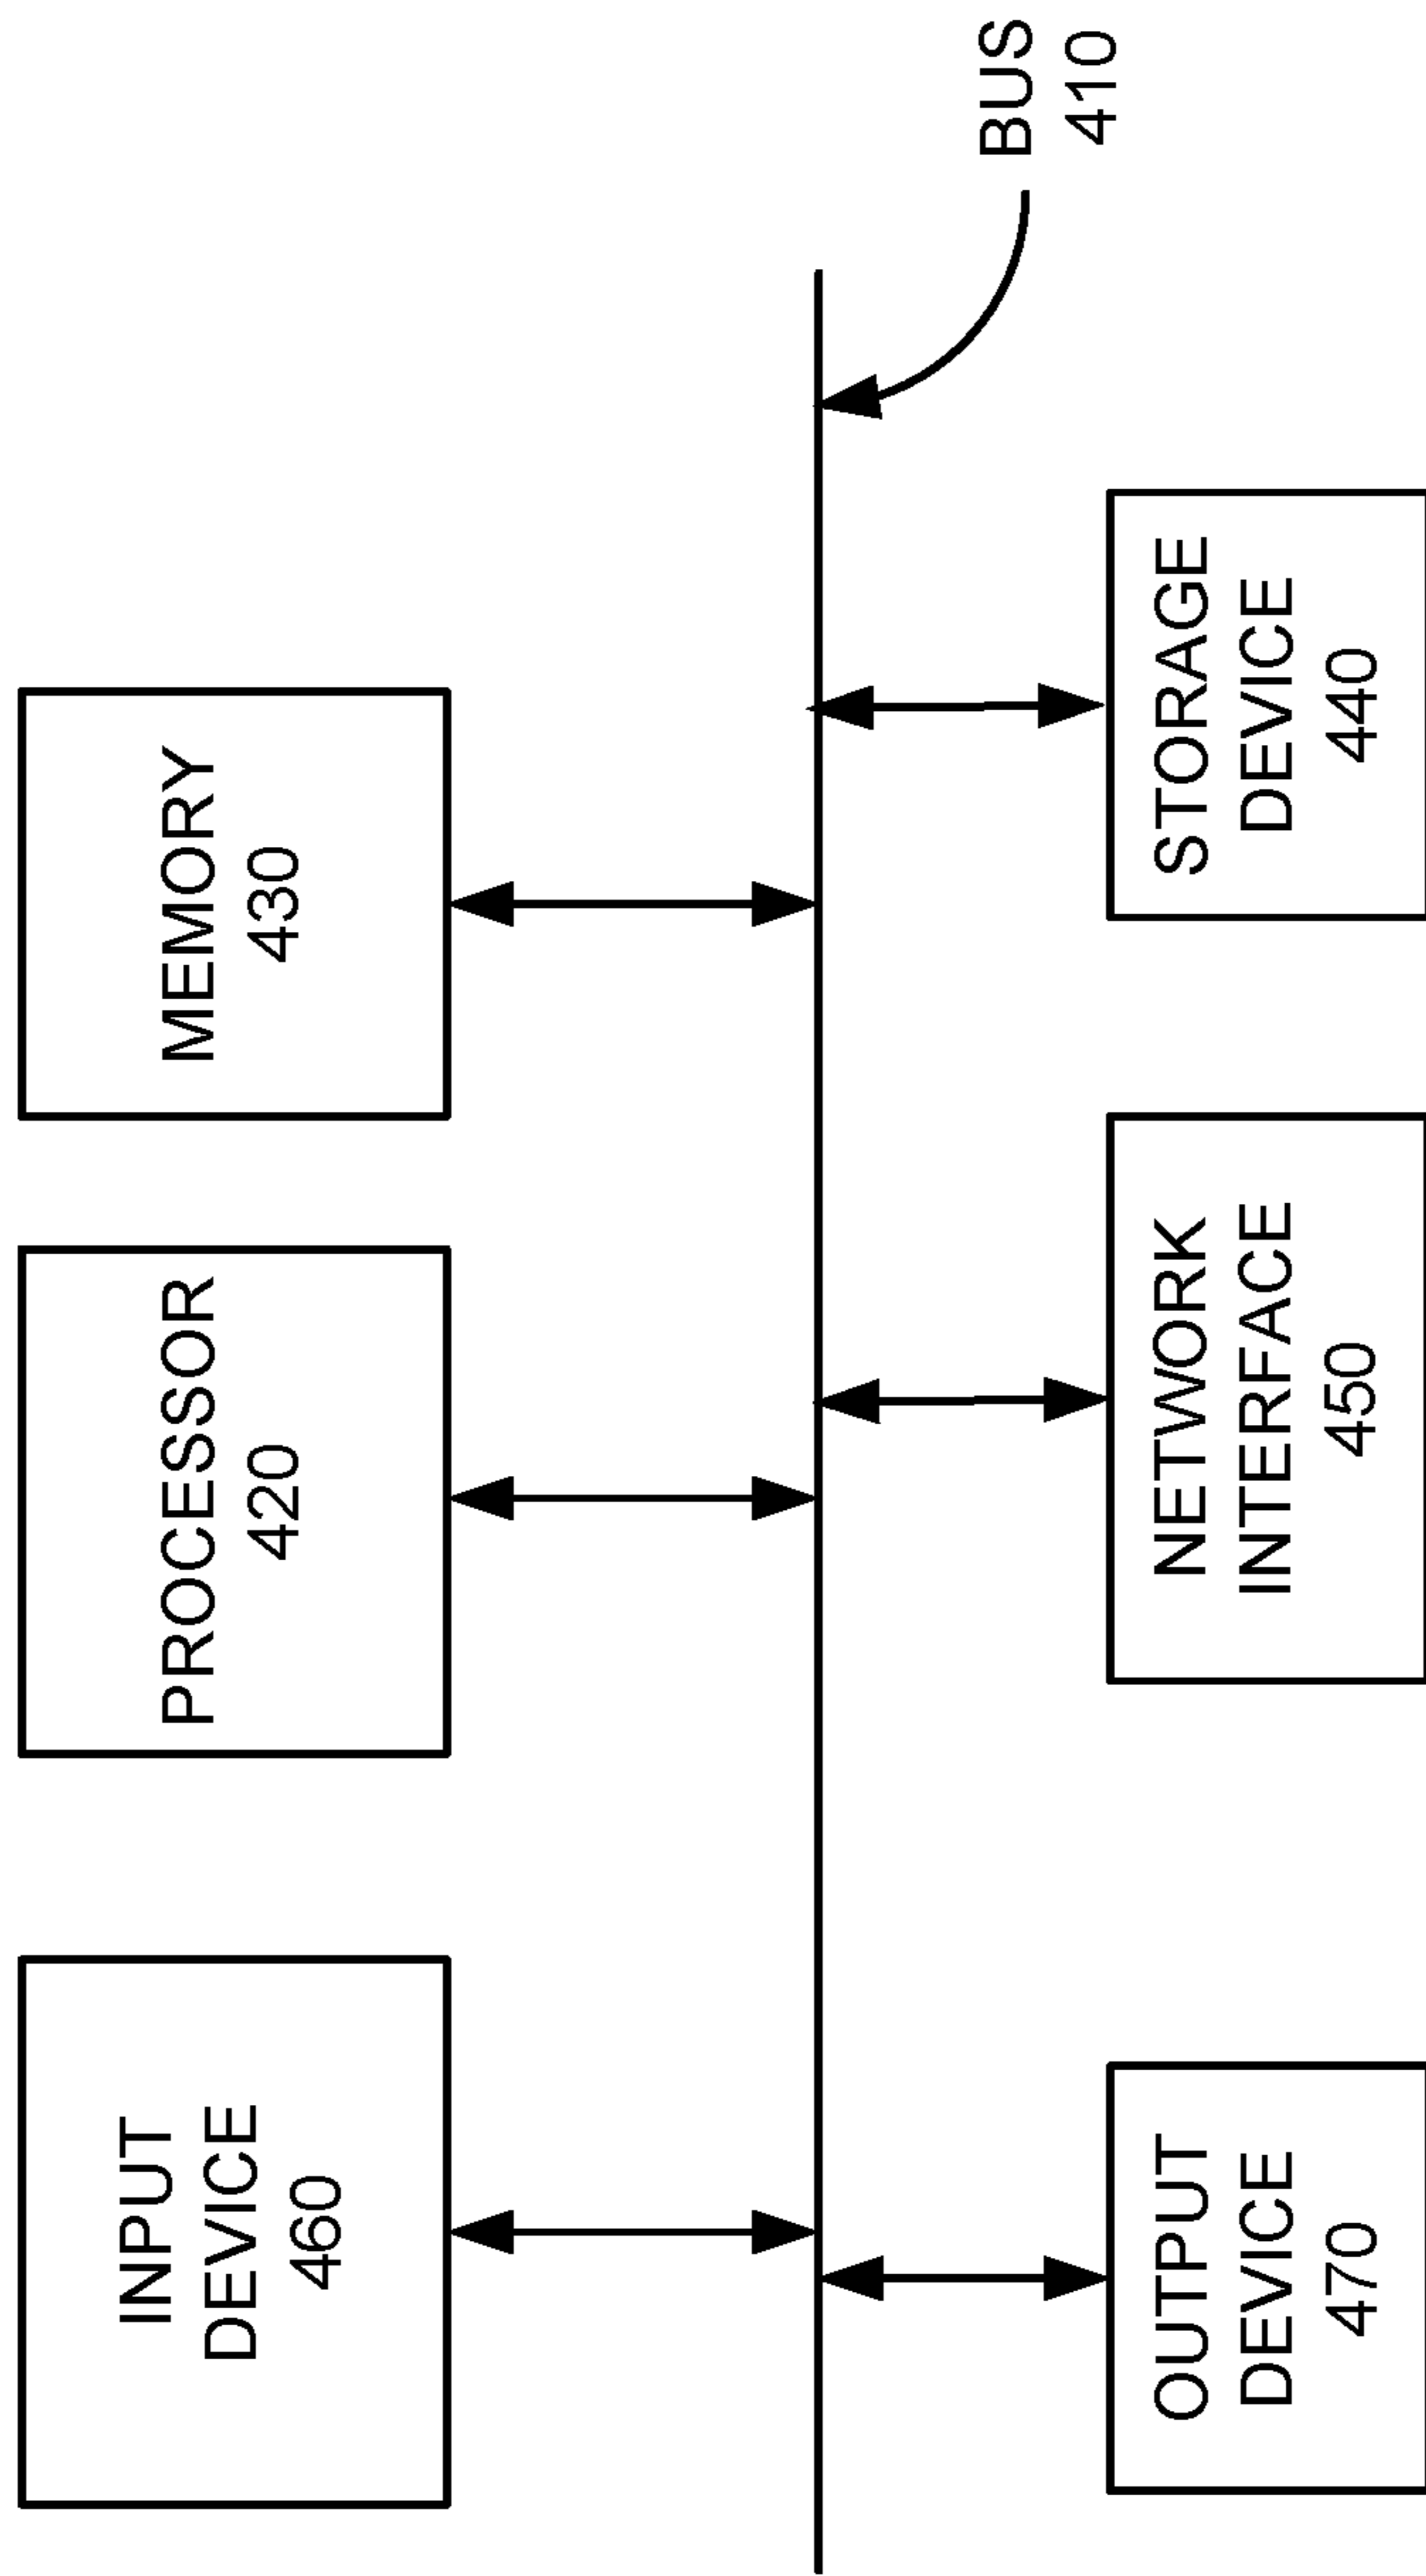 INPUT
DEVICE
460
PROCESSOR
420
MEMORY
430
BUS
410
OUTPUT
DEVICE
470
NETWORK
INTERFACE
450
STORAGE
DEVICE
440